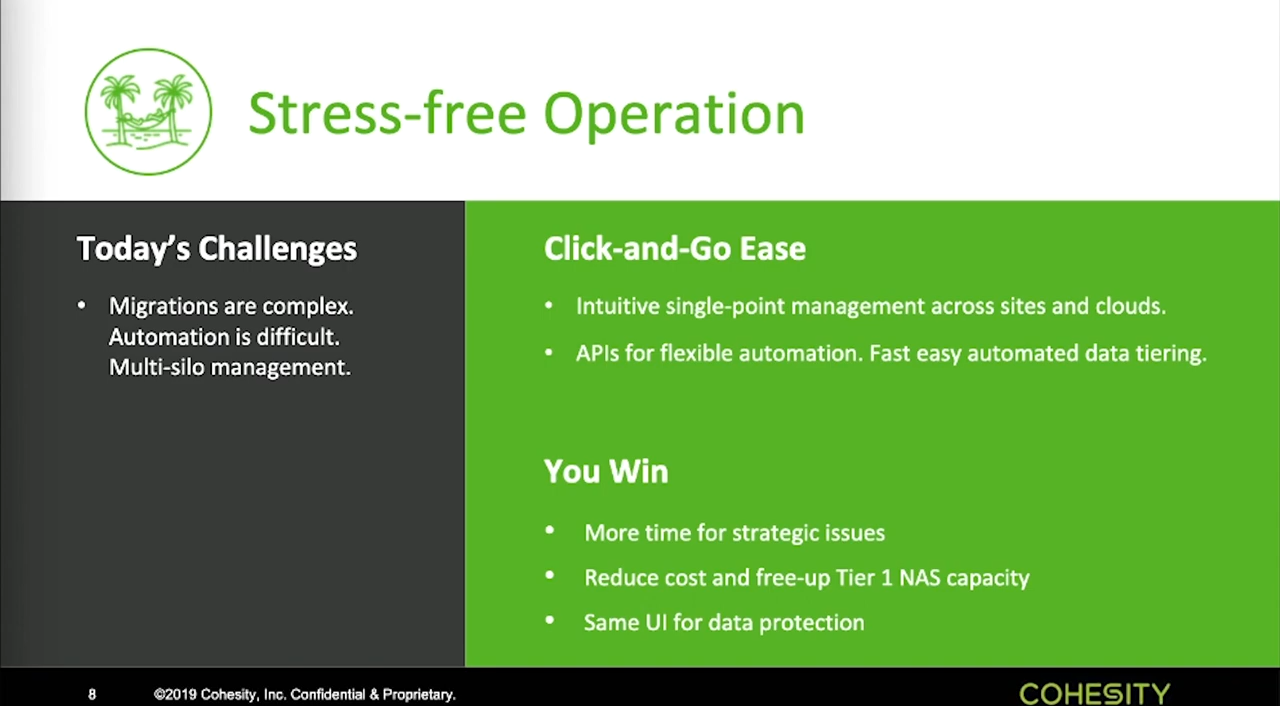 Stress-free Operation
Today's Challenges
• Migrations are complex.
Automation is difficult.
Multi-silo management.
Click-and-Go Ease
• Intuitive single-point management across sites and clouds.
• APIs for flexible automation. Fast easy automated data tiering.
You Win
• More time for strategic issues
• Reduce cost and free-up Tier 1 NAS capacity
• Same UI for data protection
8 ©2019 Cohesity, Inc. Confidential & Proprietary.
COHESITY